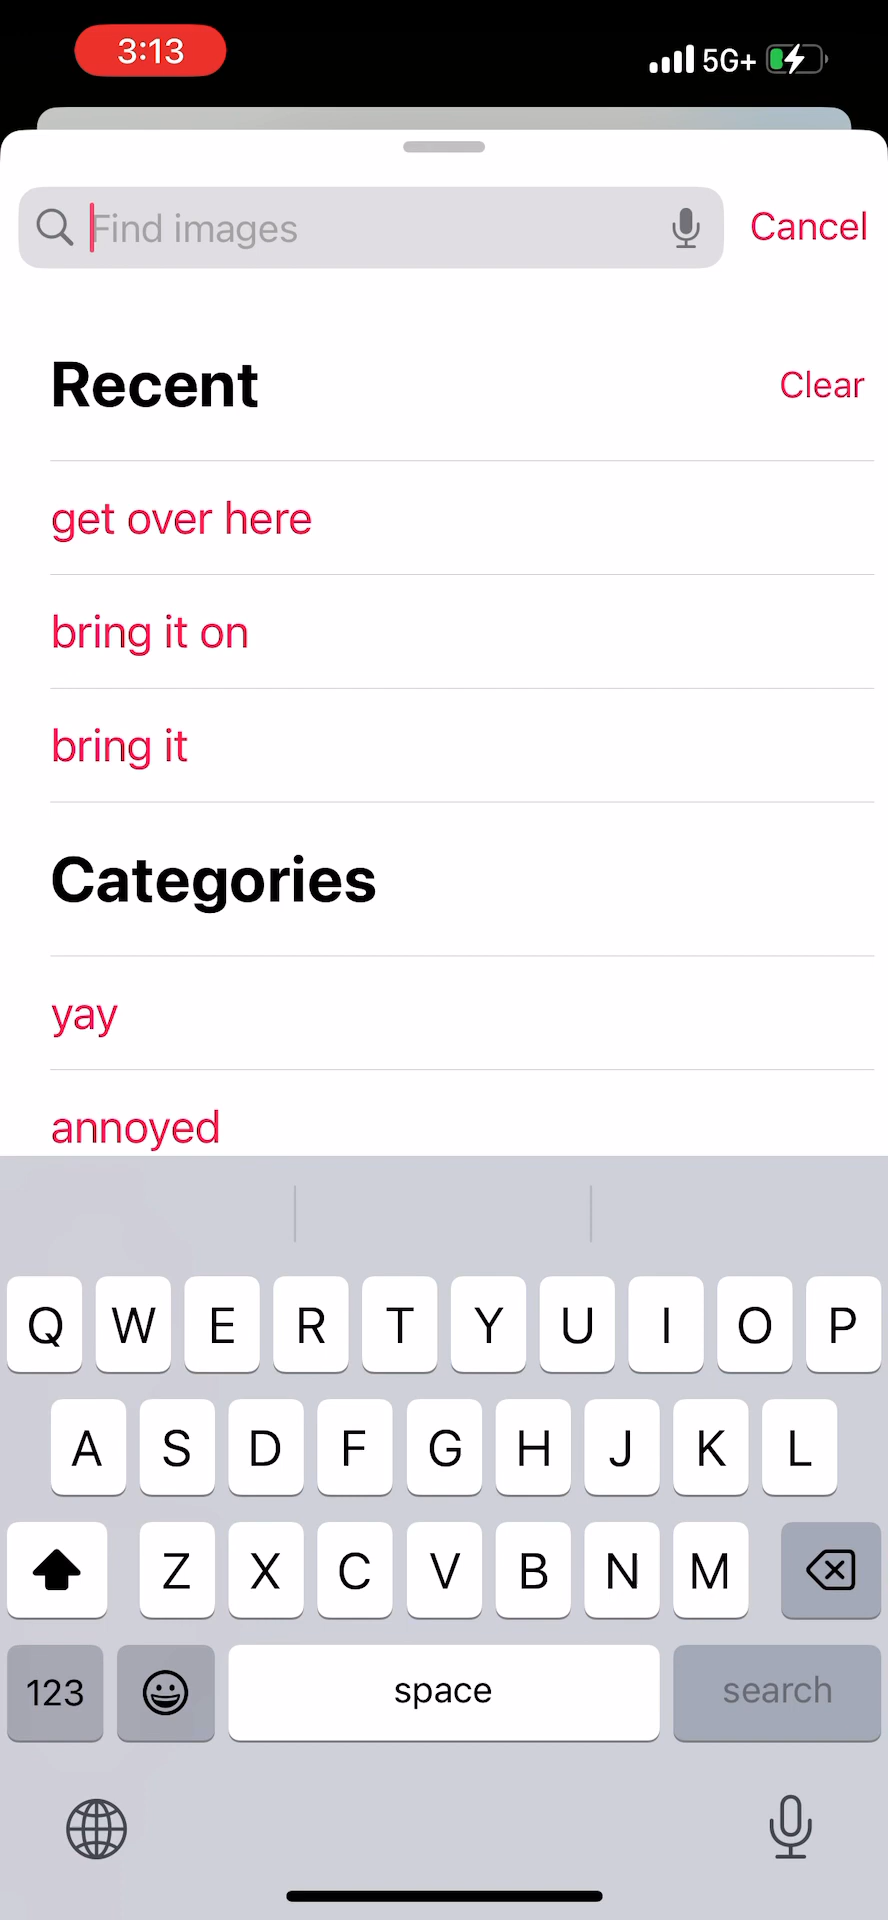 3:13
5G+
Find images
Cancel
Recent
Clear
get over here
bring it on
bring it
Categories
yay
annoyed
Q W E R T Y U I O P
A S D F G H J K L
Z X C V B N M
123
space
search